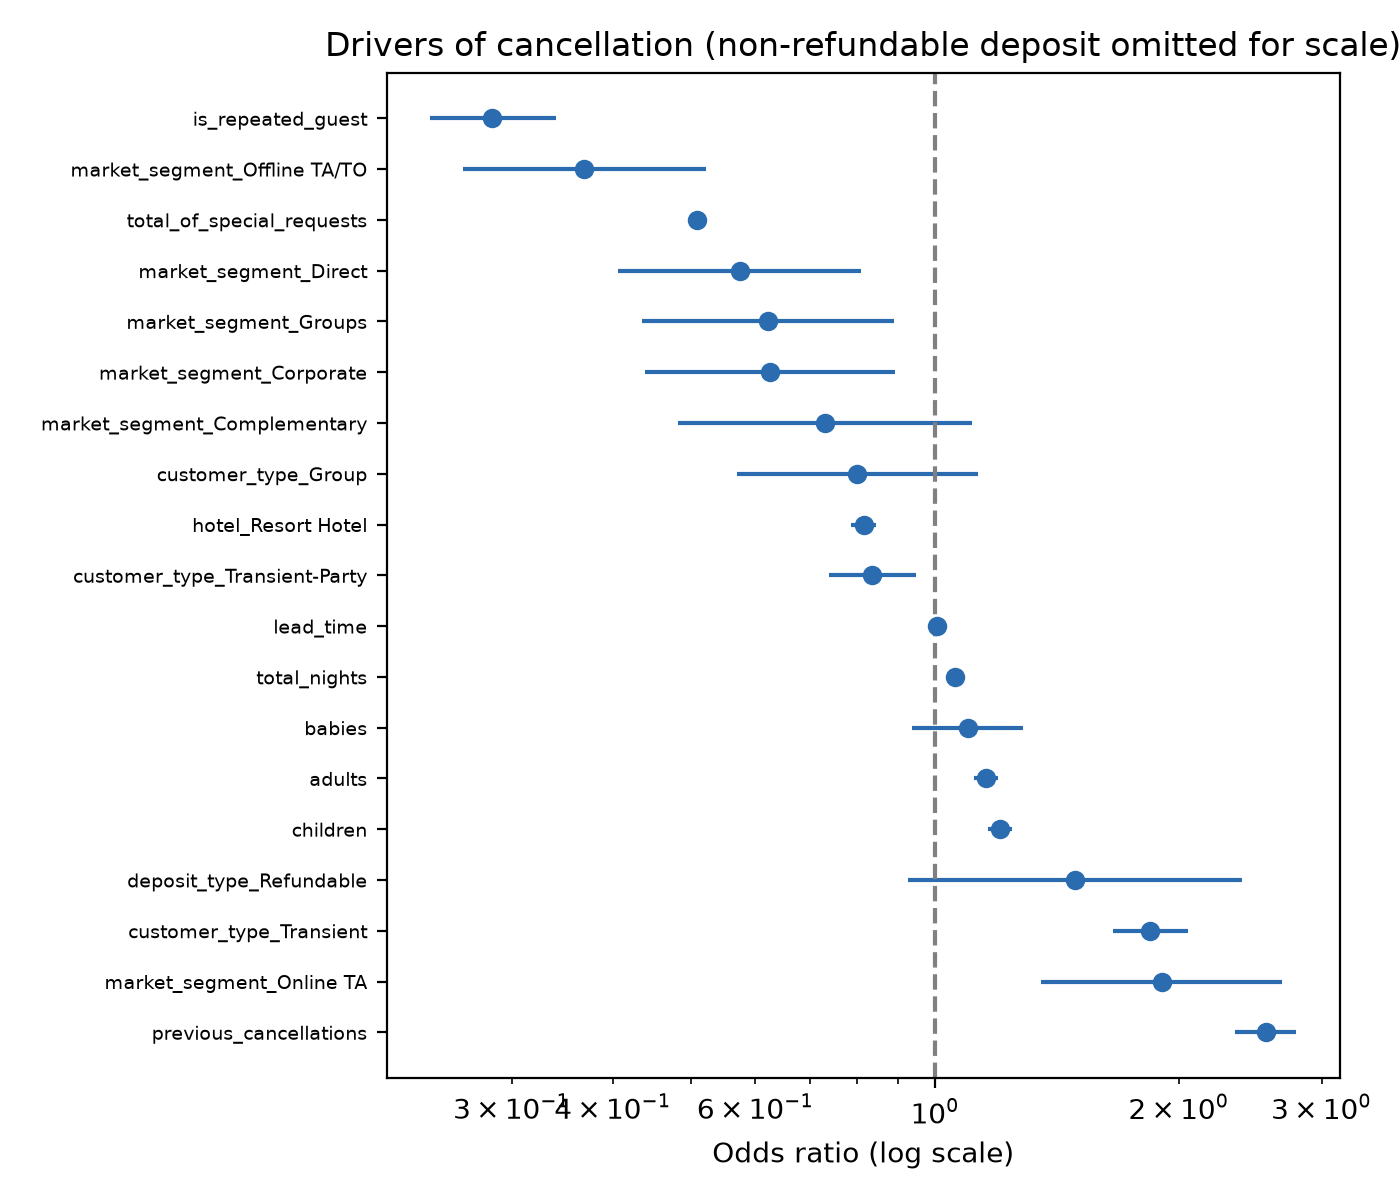 Drivers of cancellation (non-refundable deposit omitted for scale)
is_repeated_guest
market_segment_Offline TA/TO
total_of_special_requests
market_segment_Direct
market_segment_Groups
market_segment_Corporate
market_segment_Complementary
customer_type_Group
hotel_Resort Hotel
customer_type_Transient-Party
lead_time
total_nights
babies
adults
children
deposit_type_Refundable
customer_type_Transient
market_segment_Online TA
previous_cancellations
3 × 10⁻¹ 4 × 10⁻¹ 6 × 10⁻¹ 10⁰ 2 × 10⁰ 3 × 10⁰
Odds ratio (log scale)